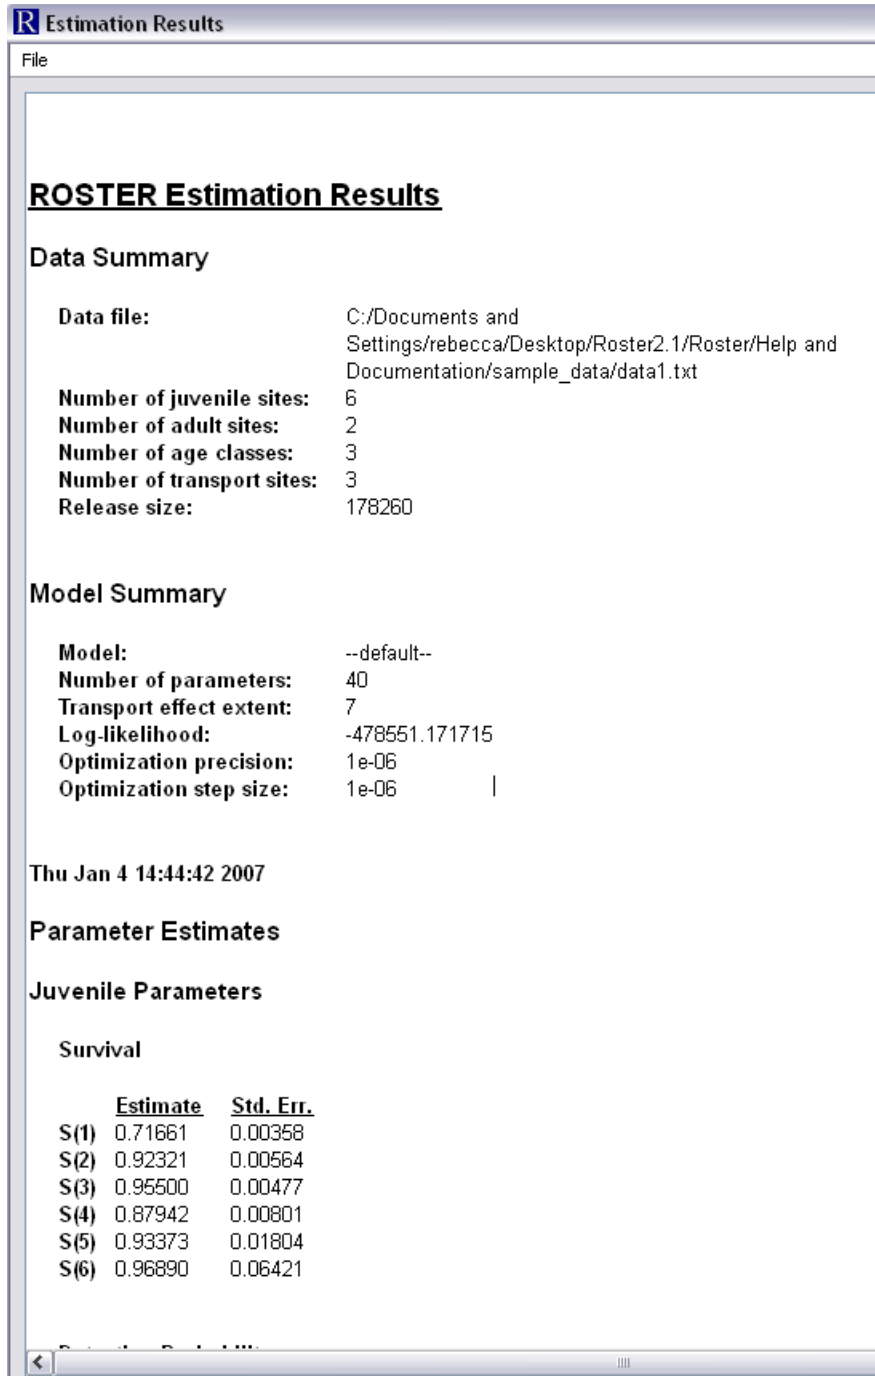 R Estimation Results
File
ROSTER Estimation Results
Data Summary
Data file: C:/Documents and
Settings/rebecca/Desktop/Roster2.1/Roster/Help and
Documentation/sample_data/data1.txt
Number of juvenile sites: 6
Number of adult sites: 2
Number of age classes: 3
Number of transport sites: 3
Release size: 178260
Model Summary
Model: --default--
Number of parameters: 40
Transport effect extent: 7
Log-likelihood: -478551.171715
Optimization precision: 1e-06
Optimization step size: 1e-06
Thu Jan 4 14:44:42 2007
Parameter Estimates
Juvenile Parameters
Survival
Estimate Std. Err.
S(1) 0.71661 0.00358
S(2) 0.92321 0.00564
S(3) 0.95500 0.00477
S(4) 0.87942 0.00801
S(5) 0.93373 0.01804
S(6) 0.96890 0.06421